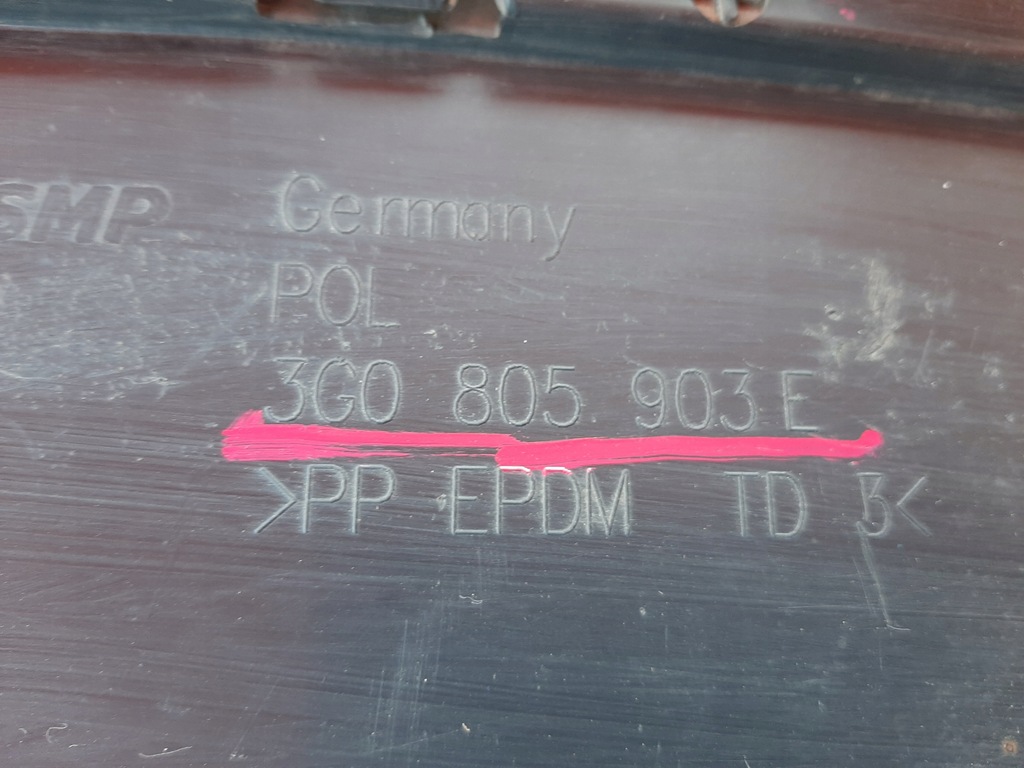 SMP Germany
POL
3G0 805 903 E
>PP EPDM TD 3<